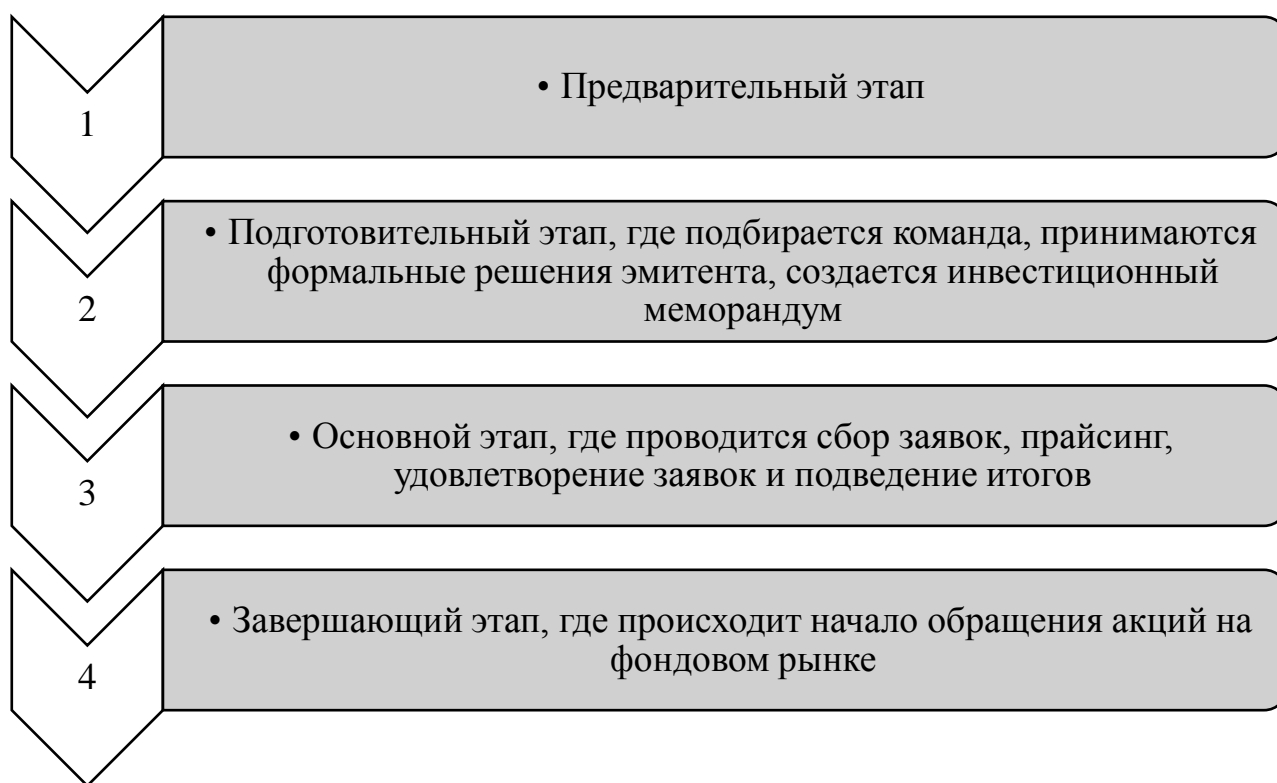 1
• Предварительный этап
2
• Подготовительный этап, где подбирается команда, принимаются
формальные решения эмитента, создается инвестиционный
меморандум
3
• Основной этап, где проводится сбор заявок, прайсинг,
удовлетворение заявок и подведение итогов
4
• Завершающий этап, где происходит начало обращения акций на
фондовом рынке